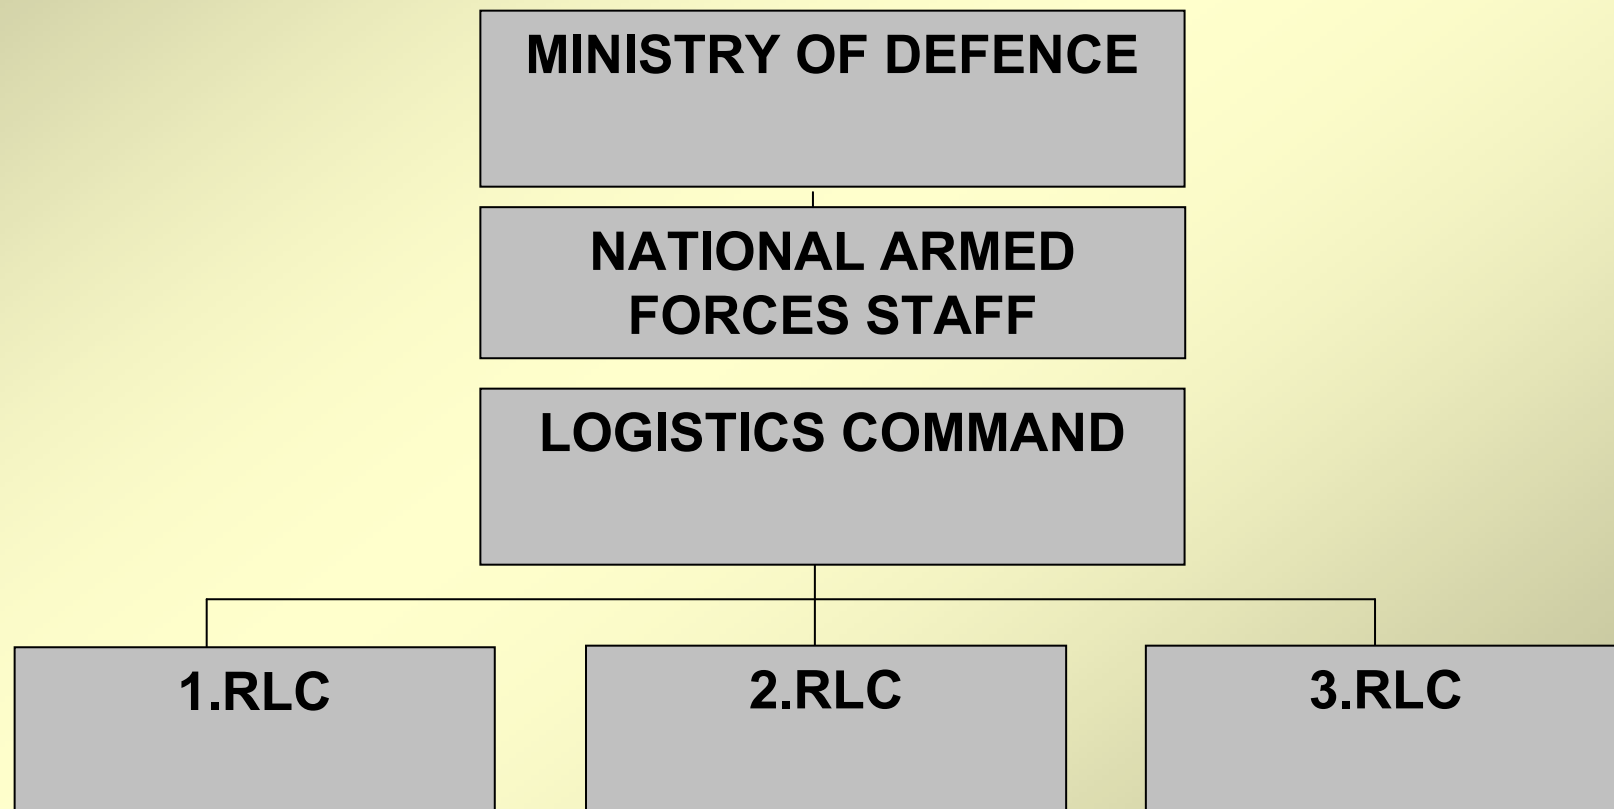 MINISTRY OF DEFENCE
NATIONAL ARMED
FORCES STAFF
LOGISTICS COMMAND
1.RLC
2.RLC
3.RLC